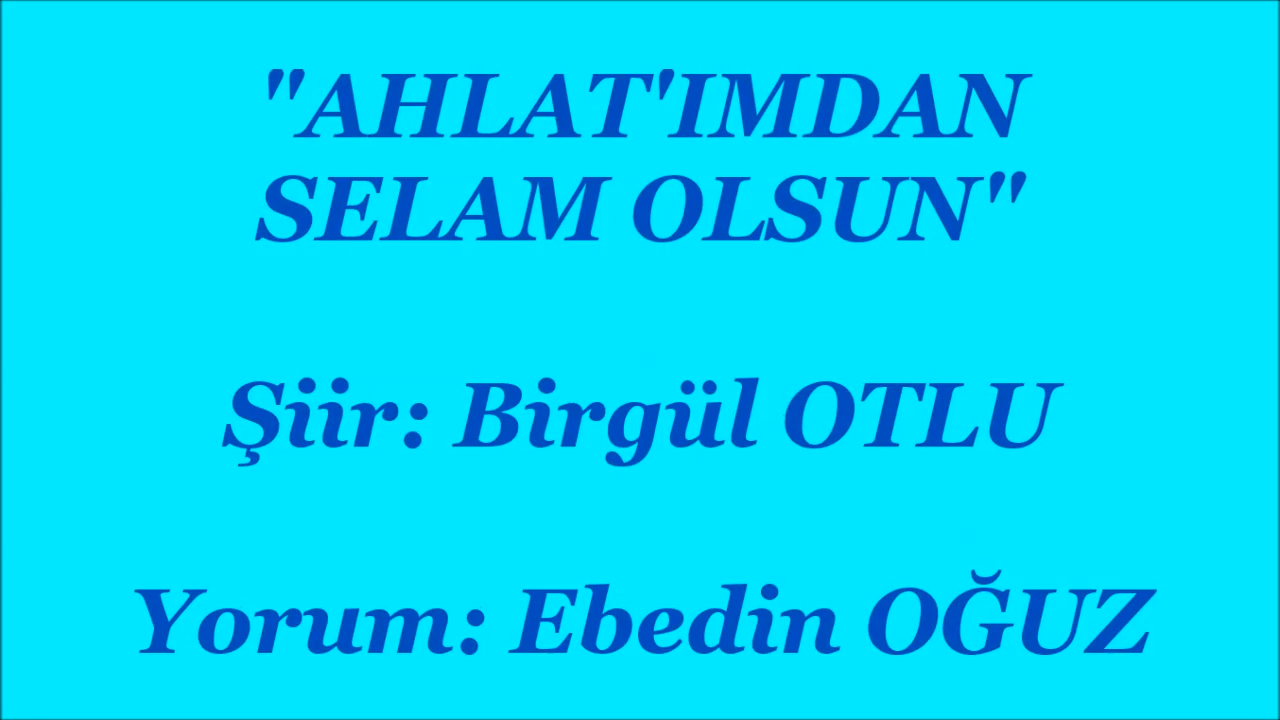 "AHLAT'IMDAN
SELAM OLSUN"
Şiir: Birgül OTLU
Yorum: Ebedin OĞUZ